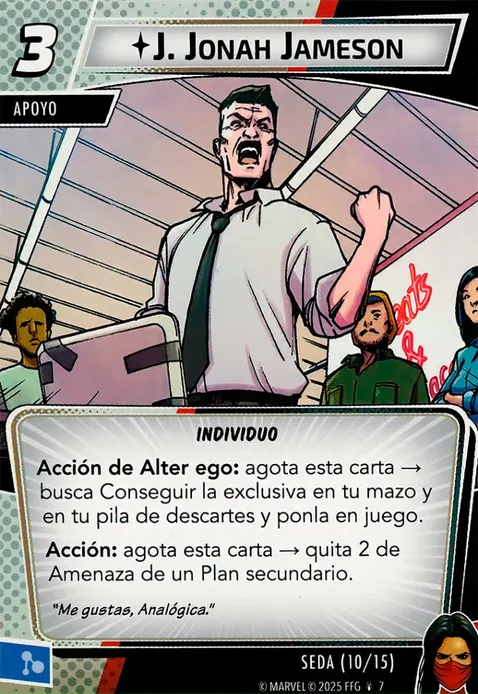 3
J. JONAH JAMESON
APOYO
INDIVIDUO
Acción de Alter ego: agota esta carta →
busca Conseguir la exclusiva en tu mazo y
en tu pila de descartes y ponla en juego.
Acción: agota esta carta → quita 2 de
Amenaza de un Plan secundario.
"Me gustas, Analógica."
SEDA (10/15)
© MARVEL © 2025 FFG 7